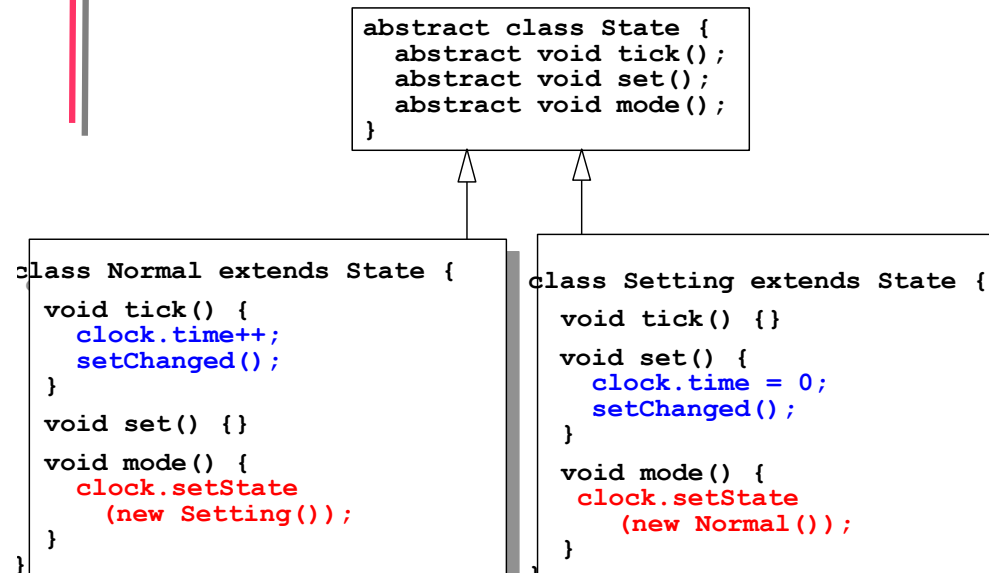 abstract class State {
  abstract void tick();
  abstract void set();
  abstract void mode();
}
class Normal extends State {
  void tick() {
    clock.time++;
    setChanged();
  }
  void set() {}
  void mode() {
    clock.setState
      (new Setting());
  }
}
class Setting extends State {
  void tick() {}
  void set() {
    clock.time = 0;
    setChanged();
  }
  void mode() {
   clock.setState
      (new Normal());
  }
}